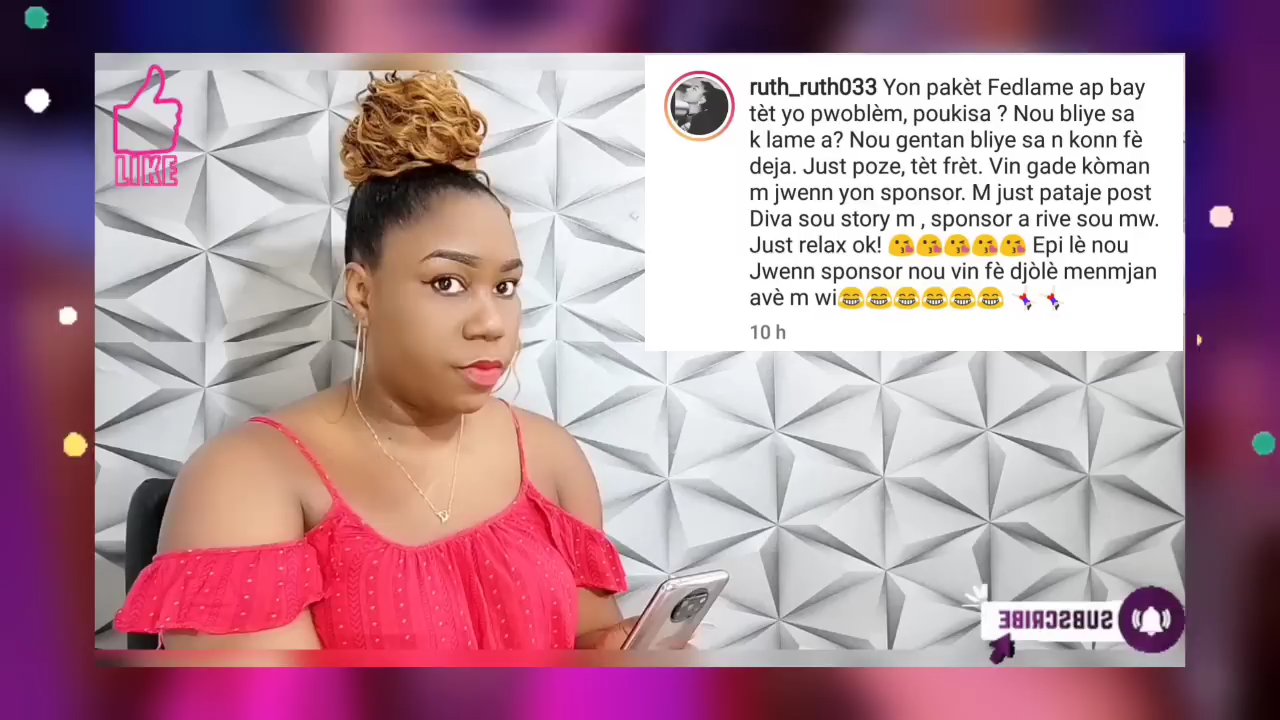 LIKE
ruth_ruth033 Yon pakèt Fedlame ap bay
tèt yo pwoblèm, poukisa ? Nou bliye sa
k lame a? Nou gentan bliye sa n konn fè
deja. Just poze, tèt frèt. Vin gade kòman
m jwenn yon sponsor. M just pataje post
Diva sou story m , sponsor a rive sou mw.
Just relax ok! 😘😘😘😘😘 Epi lè nou
Jwenn sponsor nou vin fè djòlè menmjan
avè m wi😂😂😂😂😂😂 🤸‍♀️🤸‍♀️
10 h
SUBSCRIBE